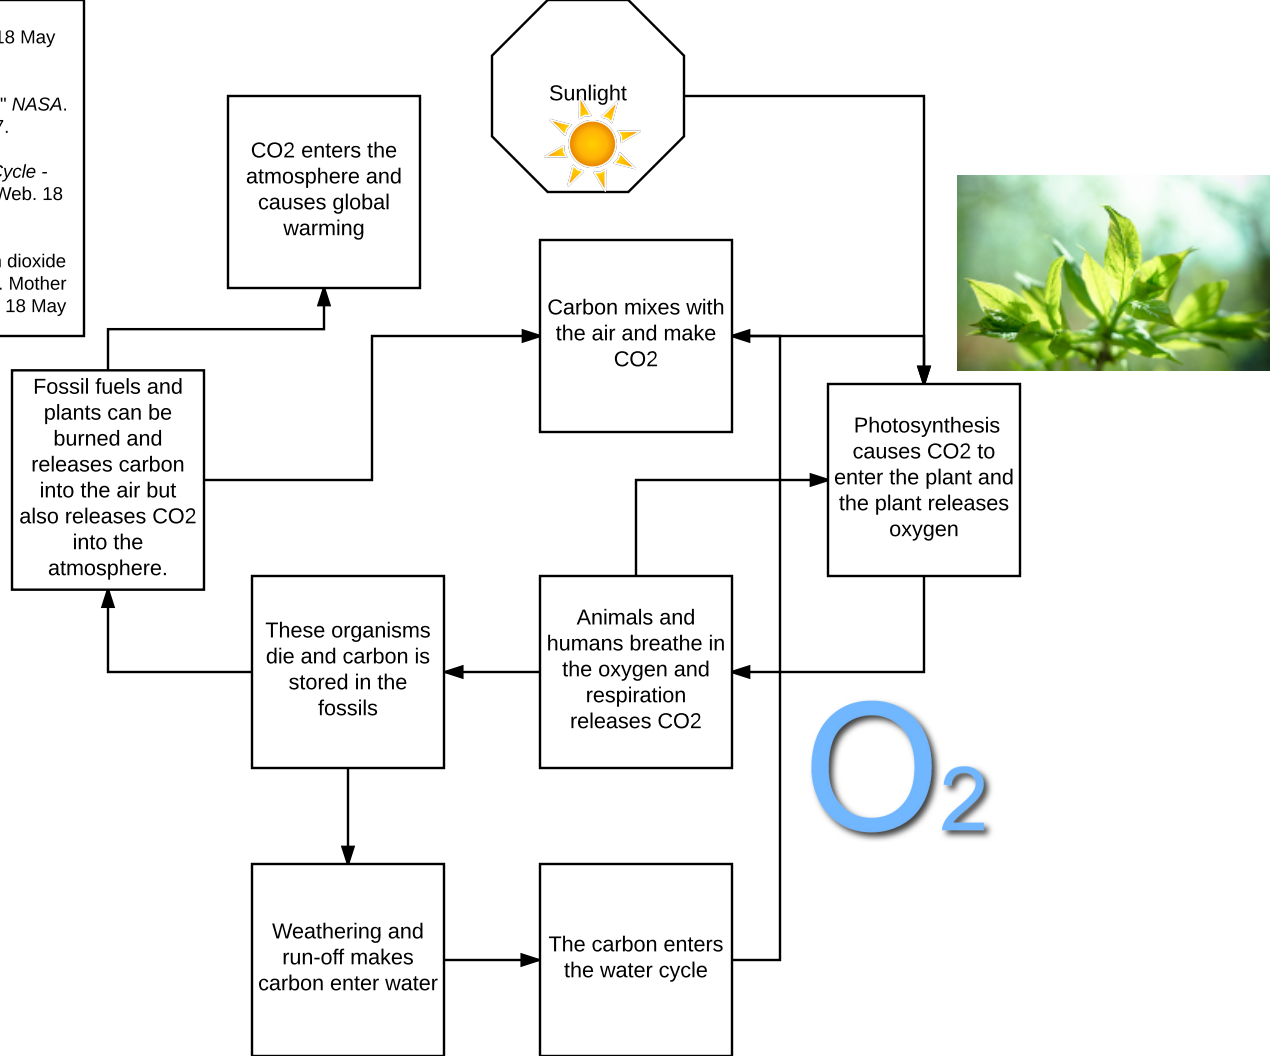 18 May
" NASA.
7.
Cycle -
Web. 18
dioxide
. Mother
18 May
Sunlight
CO2 enters the
atmosphere and
causes global
warming
Carbon mixes with
the air and make
CO2
Fossil fuels and
plants can be
burned and
releases carbon
into the air but
also releases CO2
into the
atmosphere.
Photosynthesis
causes CO2 to
enter the plant and
the plant releases
oxygen
These organisms
die and carbon is
stored in the
fossils
Animals and
humans breathe in
the oxygen and
respiration
releases CO2
O2
Weathering and
run-off makes
carbon enter water
The carbon enters
the water cycle